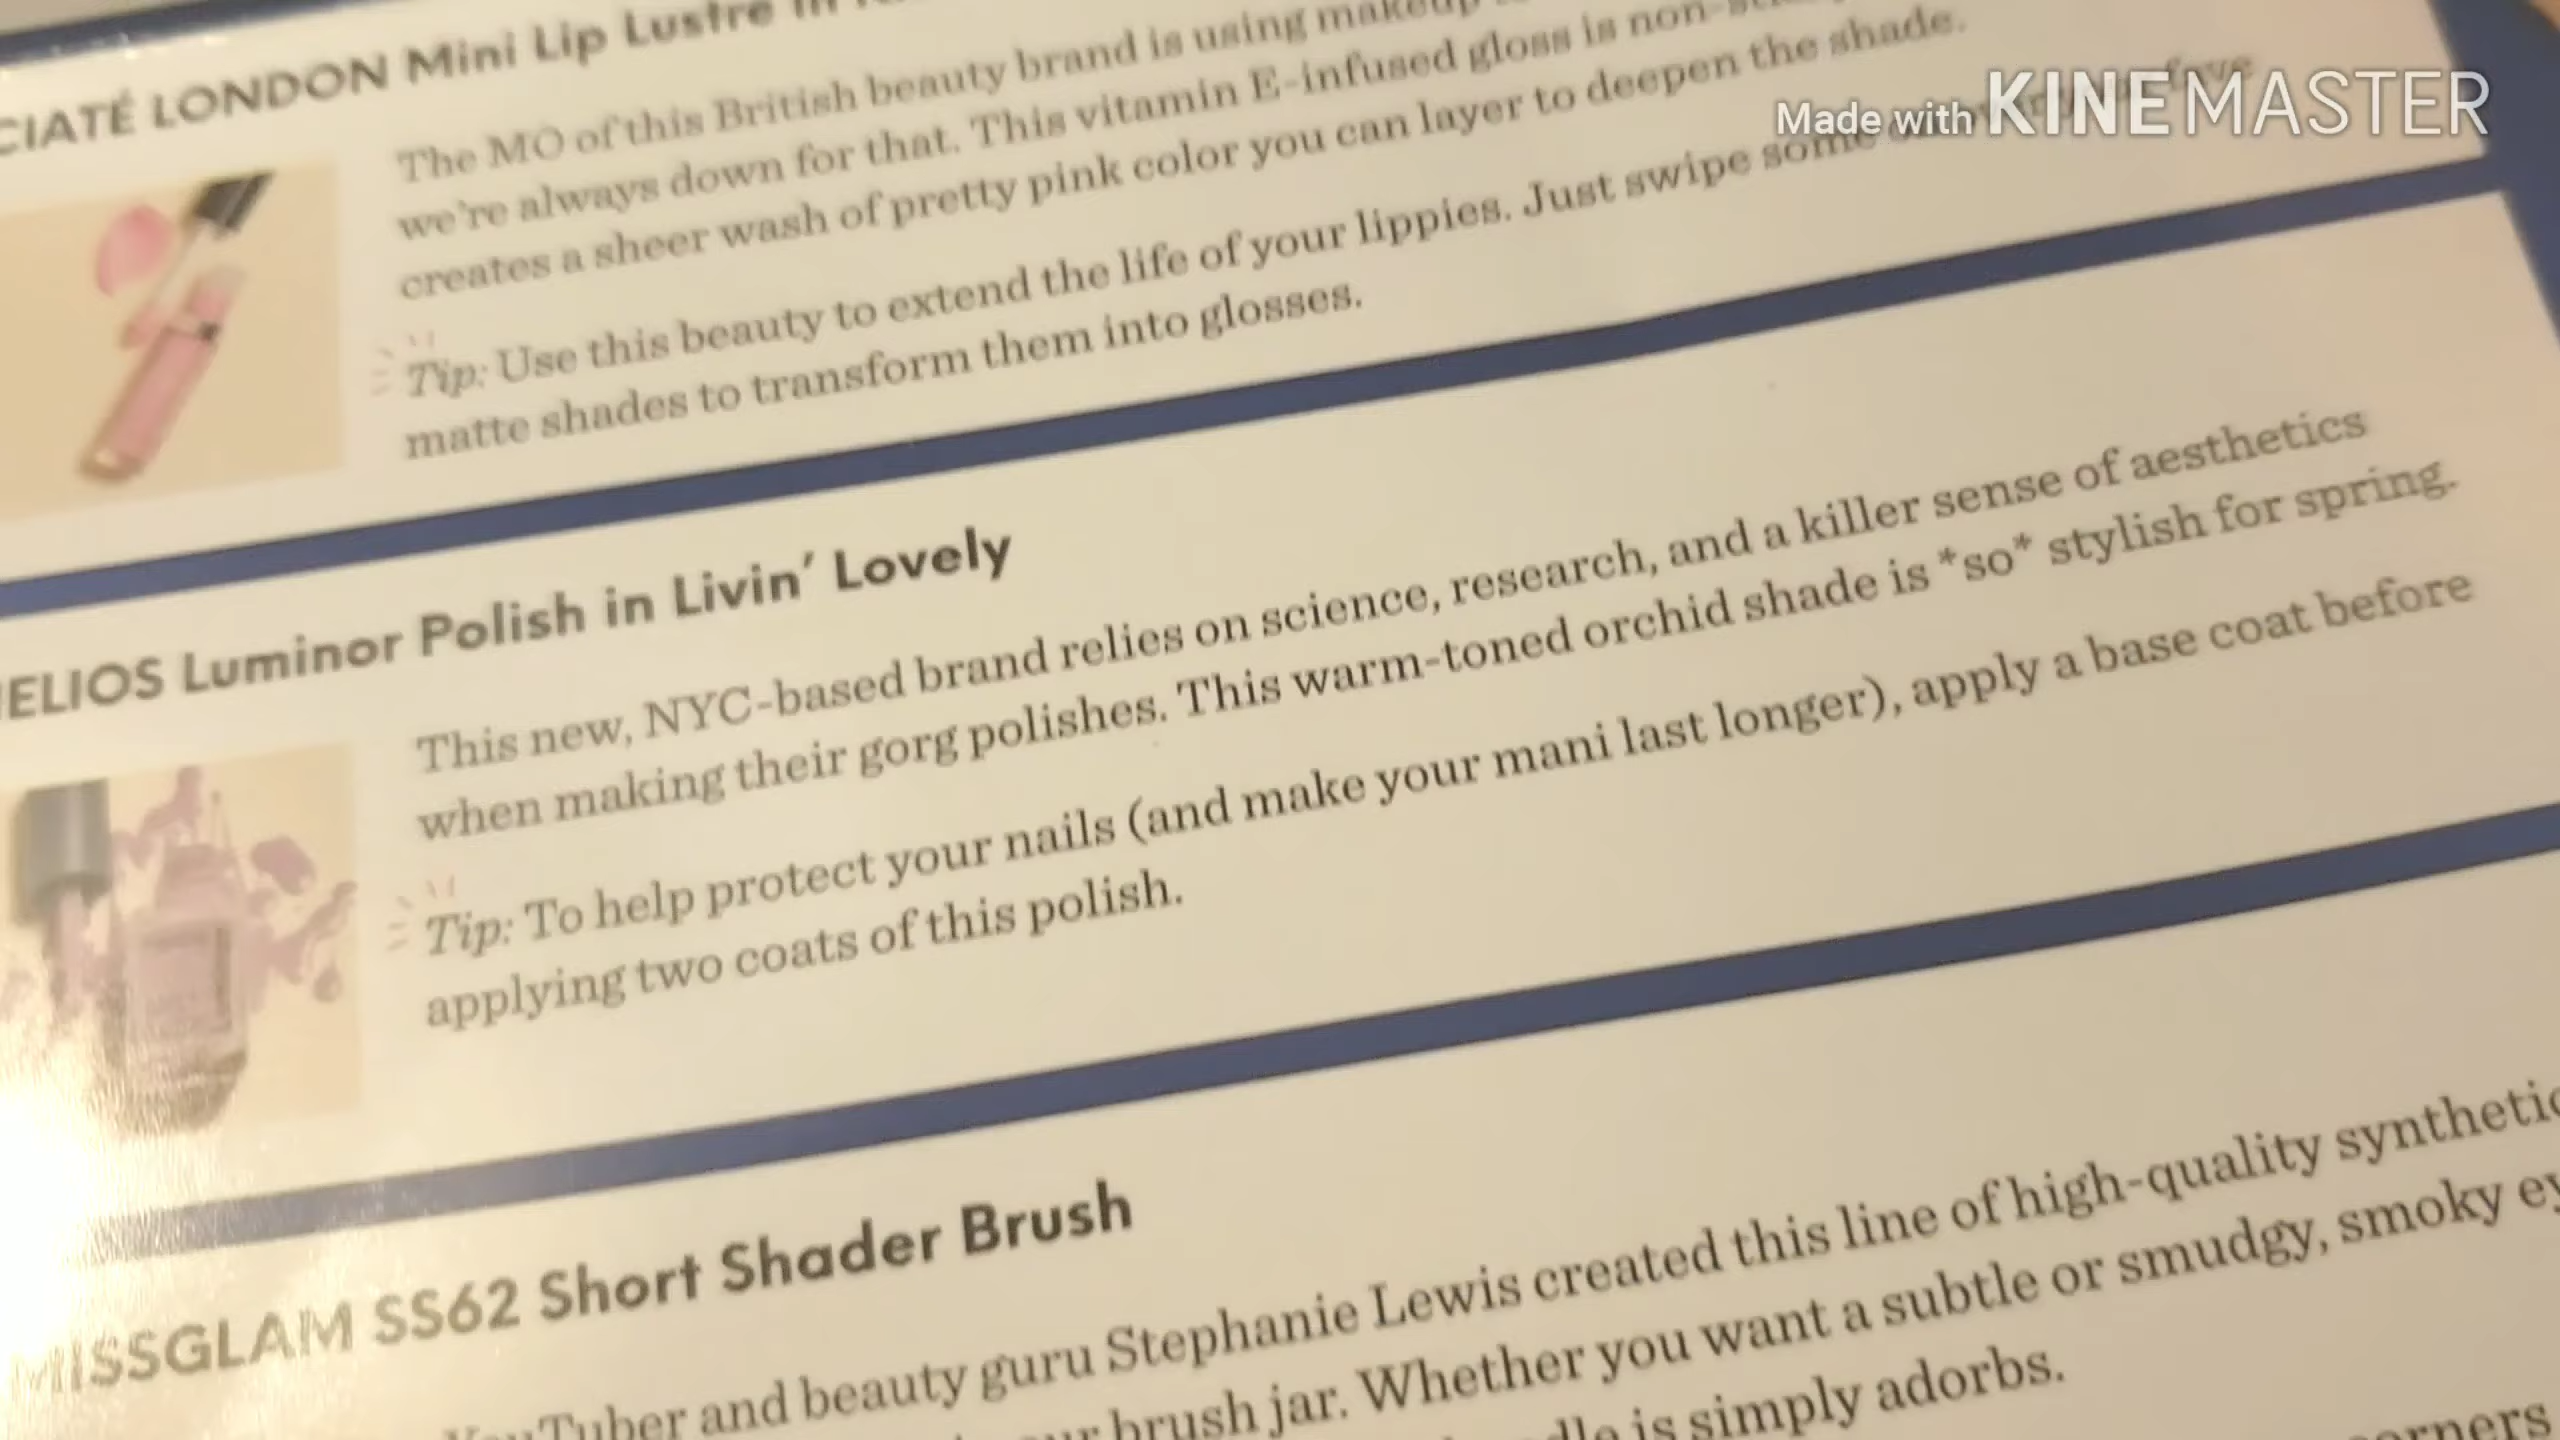 CIATÉ LONDON Mini Lip Lustre in
The MO of this British beauty brand is using makeup
we're always down for that. This vitamin E-infused gloss is
creates a sheer wash of pretty pink color you can layer to deepen the shade.
Tip: Use this beauty to extend the life of your lippies. Just swipe some fave
matte shades to transform them into glosses.
Made with KINEMASTER
ELIOS Luminor Polish in Livin' Lovely
This new, NYC-based brand relies on science, research, and a killer sense of aesthetics
when making their gorg polishes. This warm-toned orchid shade is *so* stylish for spring.
Tip: To help protect your nails (and make your mani last longer), apply a base coat before
applying two coats of this polish.
MISSGLAM SS62 Short Shader Brush
YouTuber and beauty guru Stephanie Lewis created this line of high-quality synthetic
brush jar. Whether you want a subtle or smudgy, smoky
is simply adorbs.